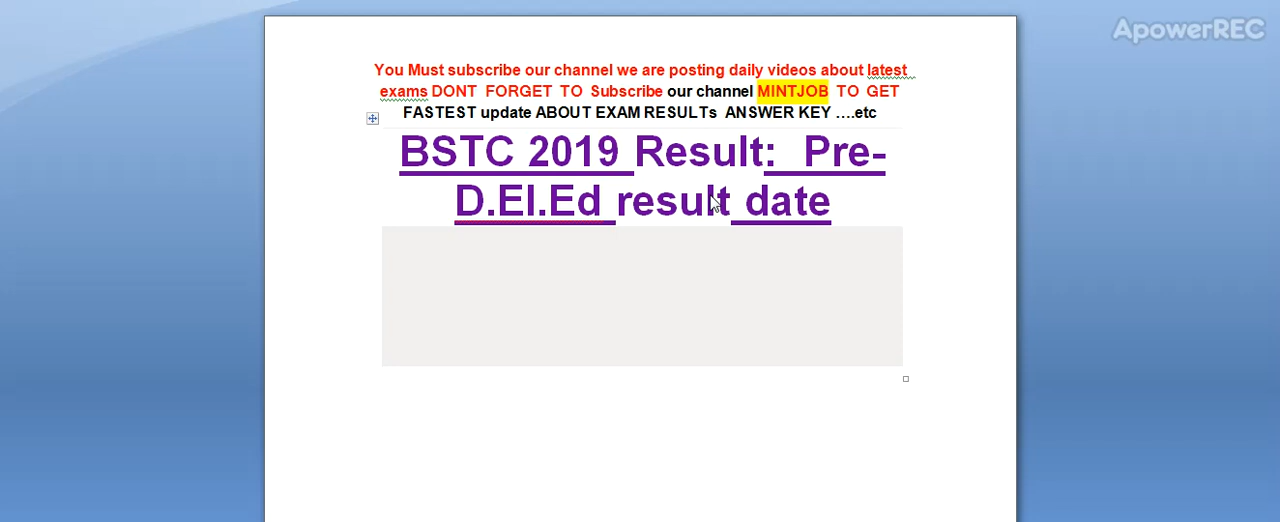 ApowerREC
You Must subscribe our channel we are posting daily videos about latest
exams DONT FORGET TO Subscribe our channel MINTJOB TO GET
FASTEST update ABOUT EXAM RESULTs ANSWER KEY ….etc
BSTC 2019 Result: Pre-
D.El.Ed result date